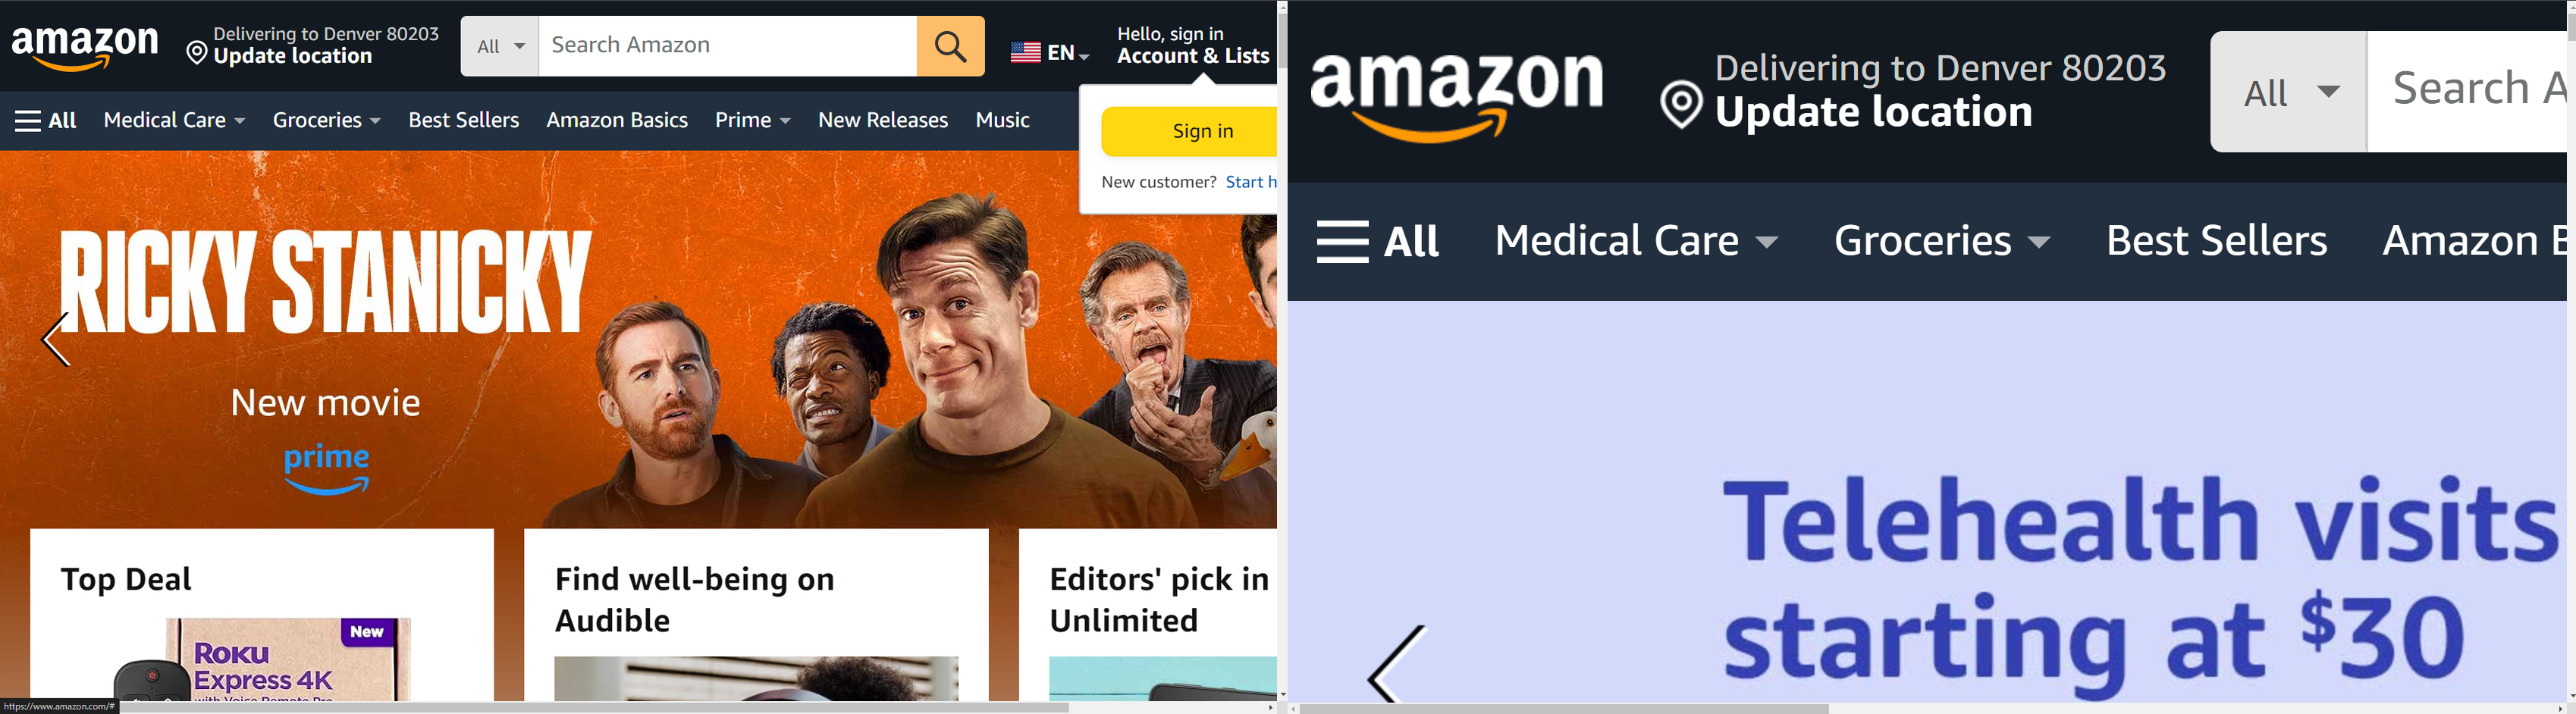 amazon
Delivering to Denver 80203
Update location
All
Search Amazon
EN
Hello, sign in
Account & Lists
All
Medical Care
Groceries
Best Sellers
Amazon Basics
Prime
New Releases
Music
Sign in
New customer? Start h
RICKY STANICKY
New movie
prime
Top Deal
New
Roku
Express 4K
with Voice Remote Pro
Find well-being on
Audible
Editors' pick in
Unlimited
https://www.amazon.com/#
amazon
Delivering to Denver 80203
Update location
All
Search A
All
Medical Care
Groceries
Best Sellers
Amazon B
Telehealth visits
starting at $30